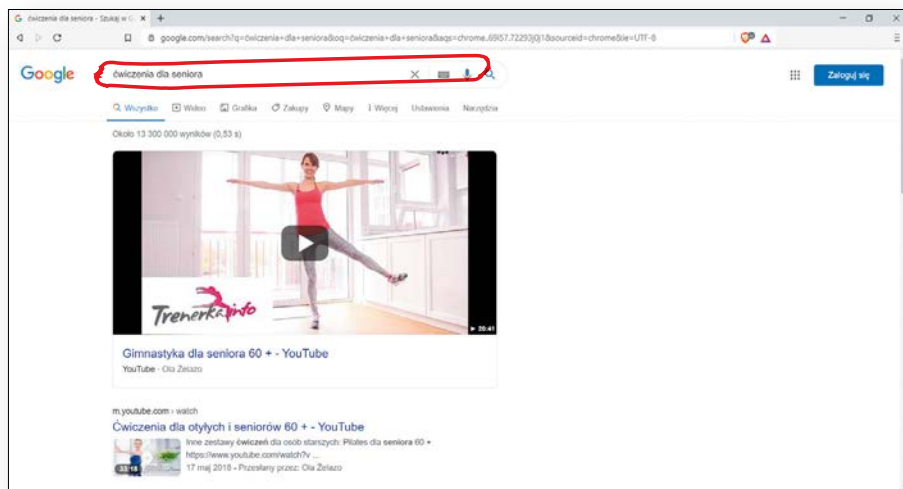 ćwiczenia dla seniora - Szukaj w G
google.com/search?q=ćwiczenia+dla+seniora&oq=ćwiczenia+dla+seniora&aqs=chrome..69i57.72293j0j1&sourceid=chrome&ie=UTF-8
Google
ćwiczenia dla seniora
Zaloguj się
Wszystko Wideo Grafika Zakupy Mapy Więcej Ustawienia Narzędzia
Około 13 300 000 wyników (0,53 s)
Trenerka info
20:41
Gimnastyka dla seniora 60 + - YouTube
YouTube - Ola Żelazo
m.youtube.com › watch
Ćwiczenia dla otyłych i seniorów 60 + - YouTube
Inne zestawy ćwiczeń dla osób starszych: Pilates dla seniora 60 +
https://www.youtube.com/watch?v ...
33:18
17 maj 2018 - Przesłany przez: Ola Żelazo